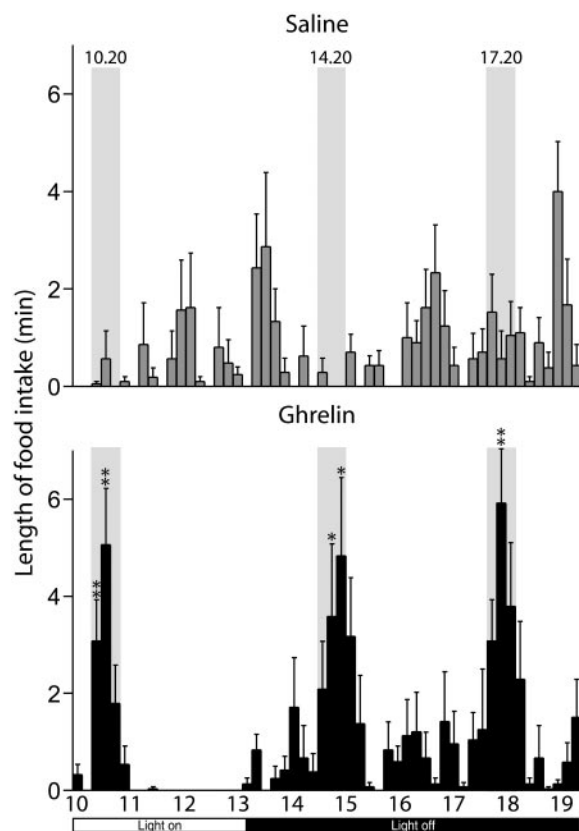 Saline
10.20 14.20 17.20
6
4
2
0
Length of food intake (min)
Ghrelin
** ** * * **
6
4
2
0
10 11 12 13 14 15 16 17 18 19
Light on Light off